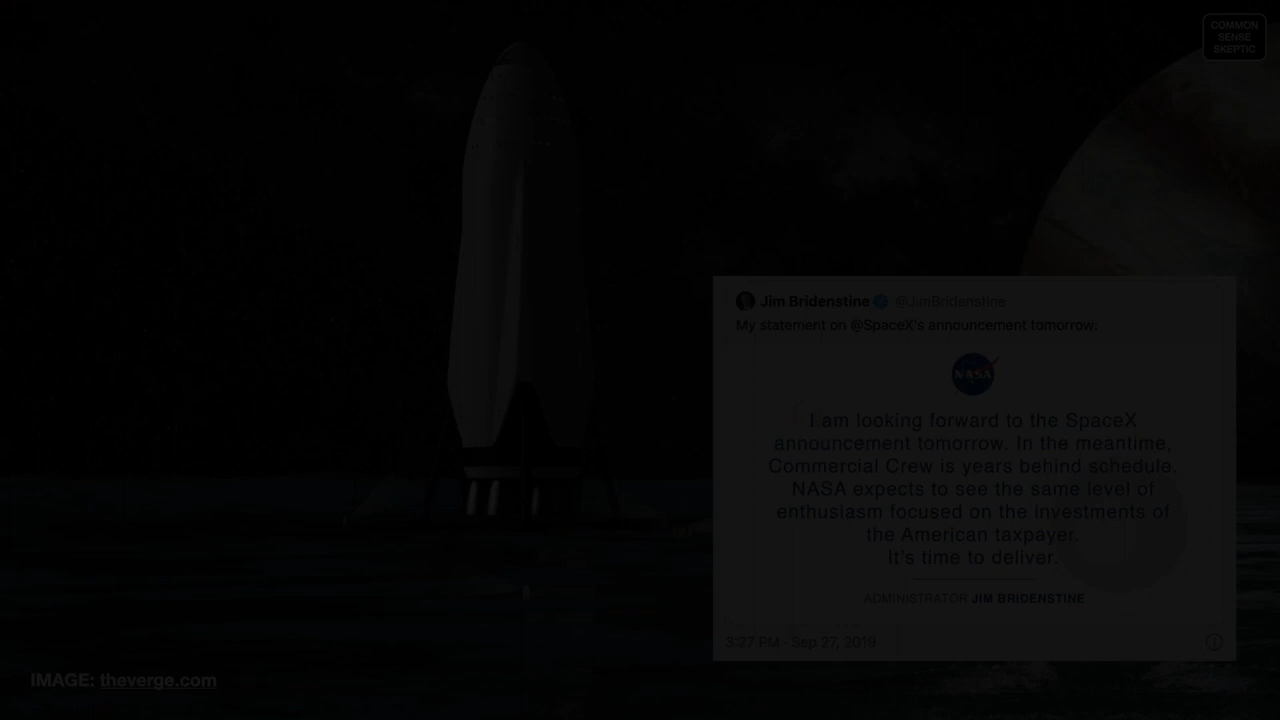 COMMON
SENSE
SKEPTIC
Jim Bridenstine @JimBridenstine
My statement on @SpaceX's announcement tomorrow:
NASA
I am looking forward to the SpaceX
announcement tomorrow. In the meantime,
Commercial Crew is years behind schedule.
NASA expects to see the same level of
enthusiasm focused on the investments of
the American taxpayer.
It's time to deliver.
ADMINISTRATOR JIM BRIDENSTINE
3:27 PM - Sep 27, 2019
IMAGE: theverge.com